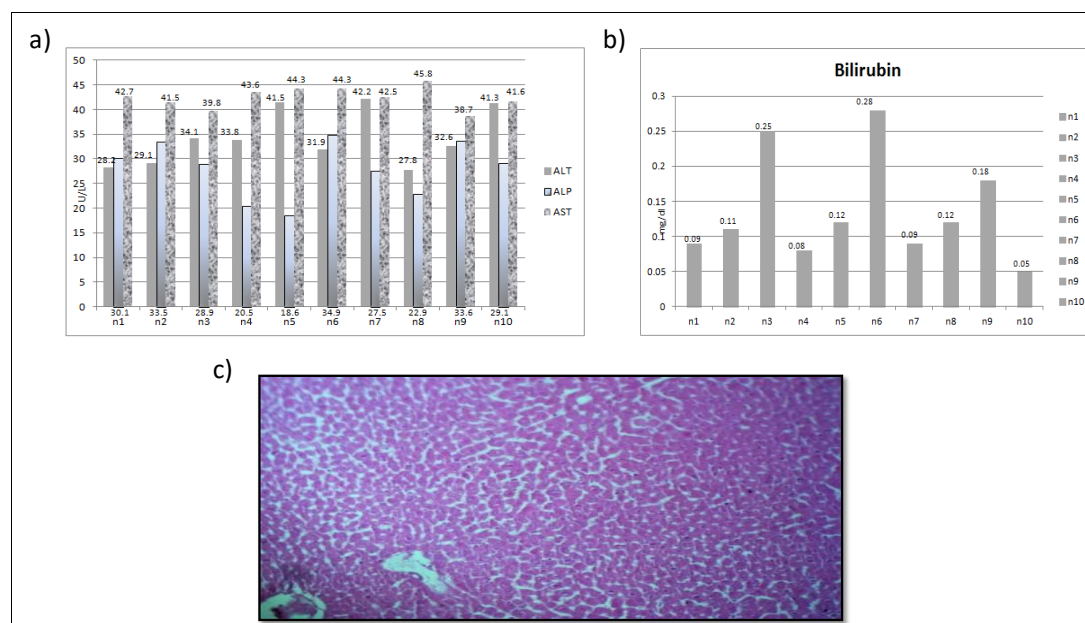 a)
50
45
40
35
30
25
20
15
10
5
0
U/L
28.2 42.7
29.1 41.5
34.1 39.8
33.8 43.6
41.5 44.3
31.9 44.3
42.2 42.5
27.8 45.8
32.6 38.7
41.3 41.6
30.1 33.5 28.9 20.5 18.6 34.9 27.5 22.9 33.6 29.1
n1 n2 n3 n4 n5 n6 n7 n8 n9 n10
ALT
ALP
AST
b)
Bilirubin
0.3
0.25
0.2
0.15
0.1
0.05
0
mg/dl
0.09 0.11 0.25 0.08 0.12 0.28 0.09 0.12 0.18 0.05
n1 n2 n3 n4 n5 n6 n7 n8 n9 n10
n1
n2
n3
n4
n5
n6
n7
n8
n9
n10
c)